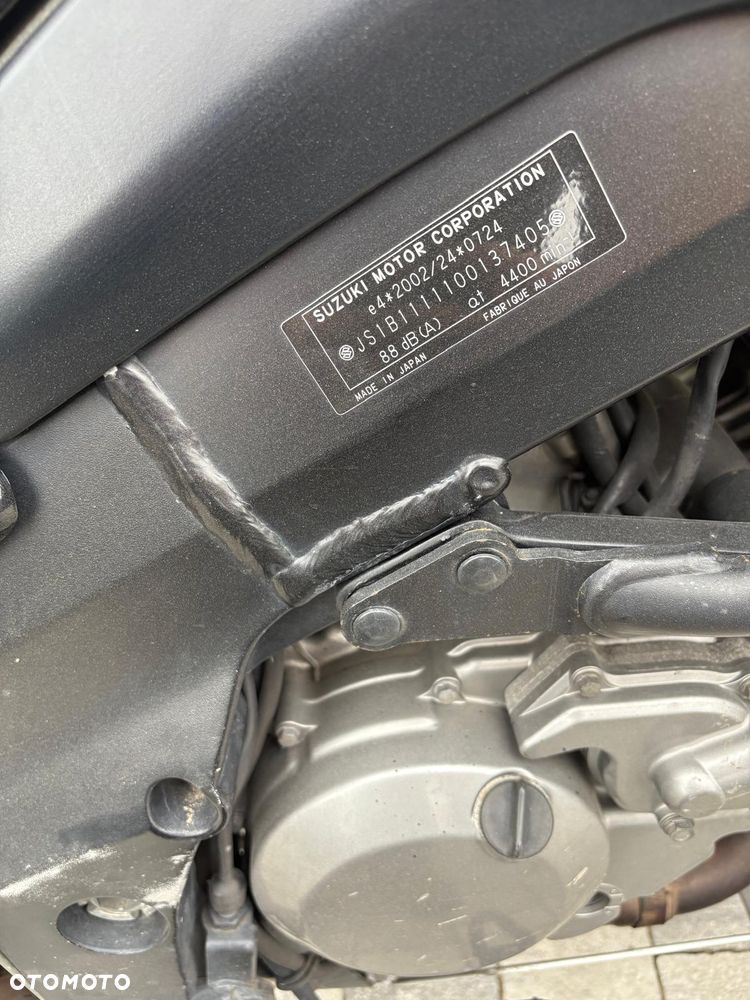 SUZUKI MOTOR CORPORATION
e4*2002/24*0724
JS1B1111100137405
88 dB(A) at 4400 min⁻¹
MADE IN JAPAN FABRIQUE AU JAPON
OTOMOTO